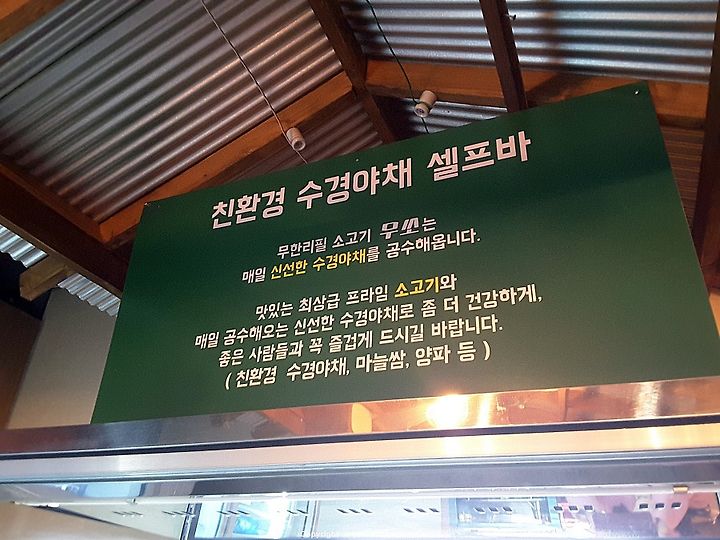 친환경 수경야채 셀프바
무한리필 소고기 무쏘는
매일 신선한 수경야채를 공수해옵니다.
맛있는 최상급 프라임 소고기와
매일 공수해오는 신선한 수경야채로 좀 더 건강하게,
좋은 사람들과 꼭 즐겁게 드시길 바랍니다.
( 친환경 수경야채, 마늘쌈, 양파 등 )